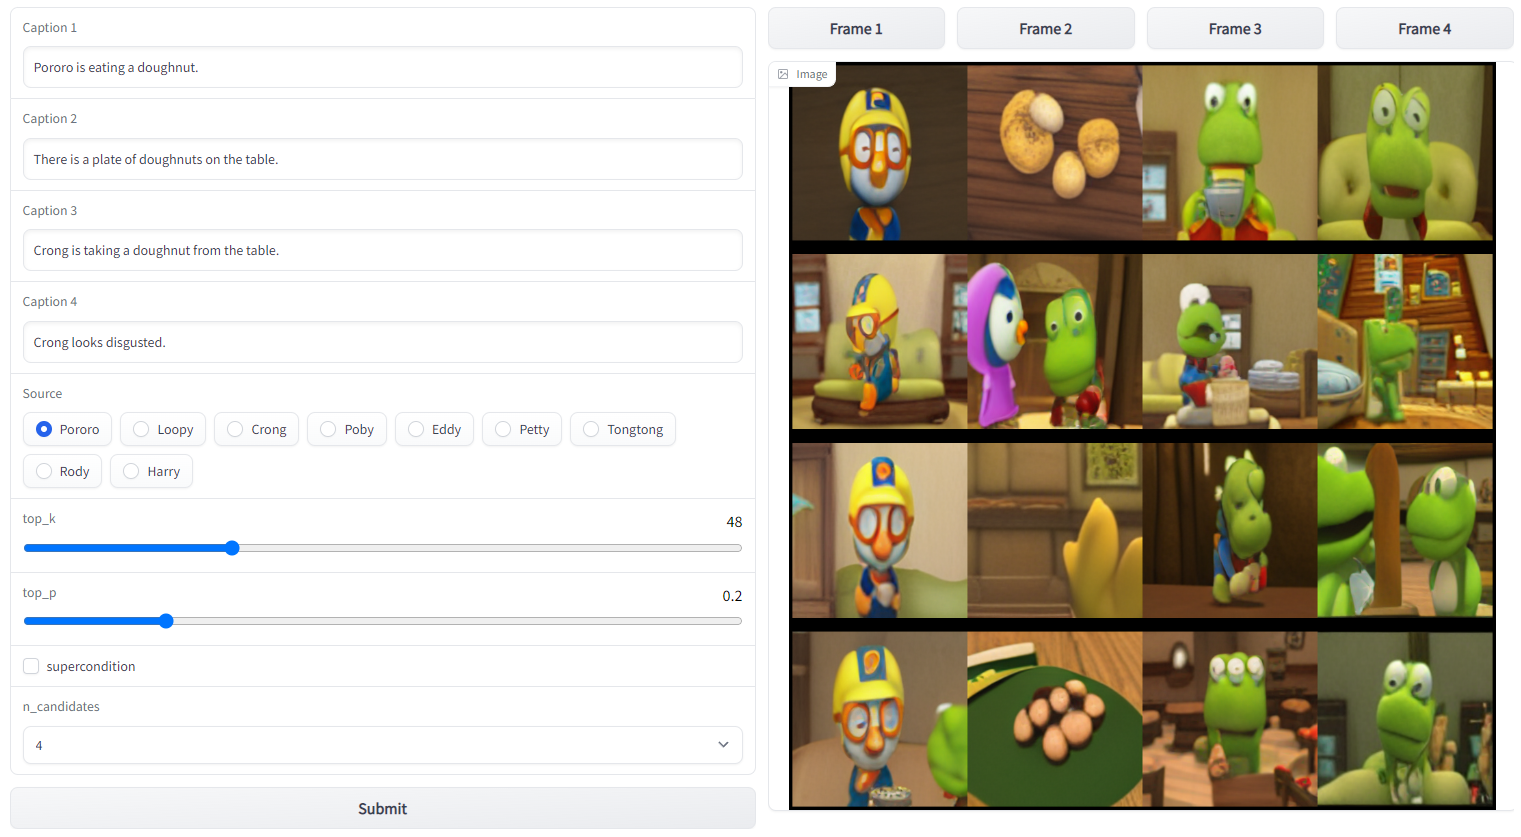 Caption 1
Pororo is eating a doughnut.
Caption 2
There is a plate of doughnuts on the table.
Caption 3
Crong is taking a doughnut from the table.
Caption 4
Crong looks disgusted.
Source
Pororo Loopy Crong Poby Eddy Petty Tongtong
Rody Harry
top_k
48
top_p
0.2
supercondition
n_candidates
4
Submit
Frame 1 Frame 2 Frame 3 Frame 4
Image